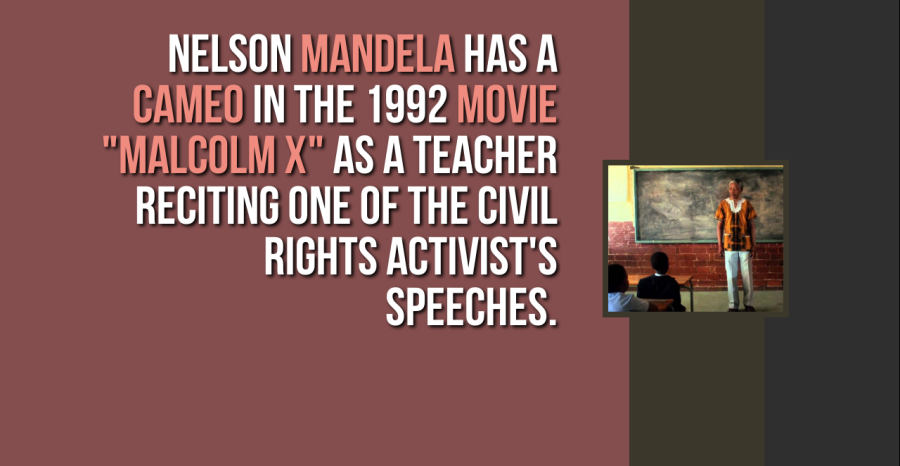 NELSON MANDELA HAS A
CAMEO IN THE 1992 MOVIE
"MALCOLM X" AS A TEACHER
RECITING ONE OF THE CIVIL
RIGHTS ACTIVIST'S
SPEECHES.